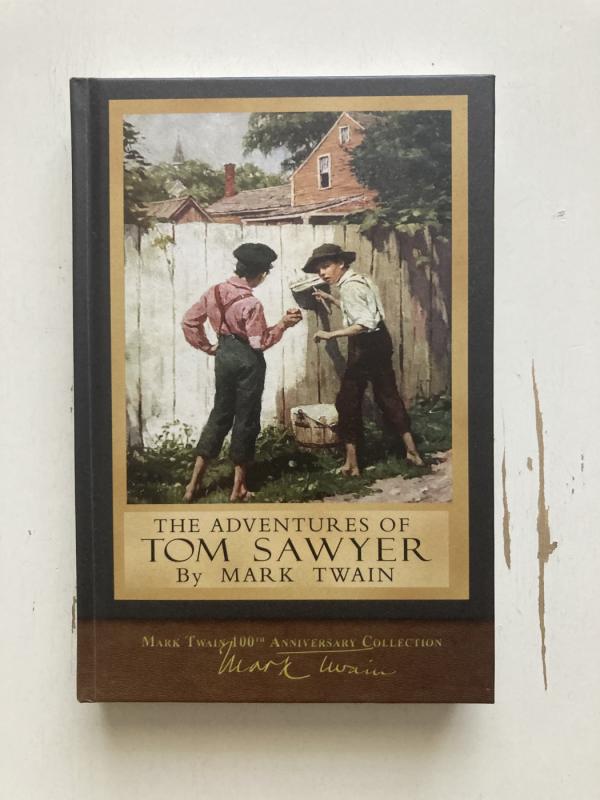 THE ADVENTURES OF
TOM SAWYER
By MARK TWAIN
MARK TWAIN 100TH ANNIVERSARY COLLECTION
Mark Twain